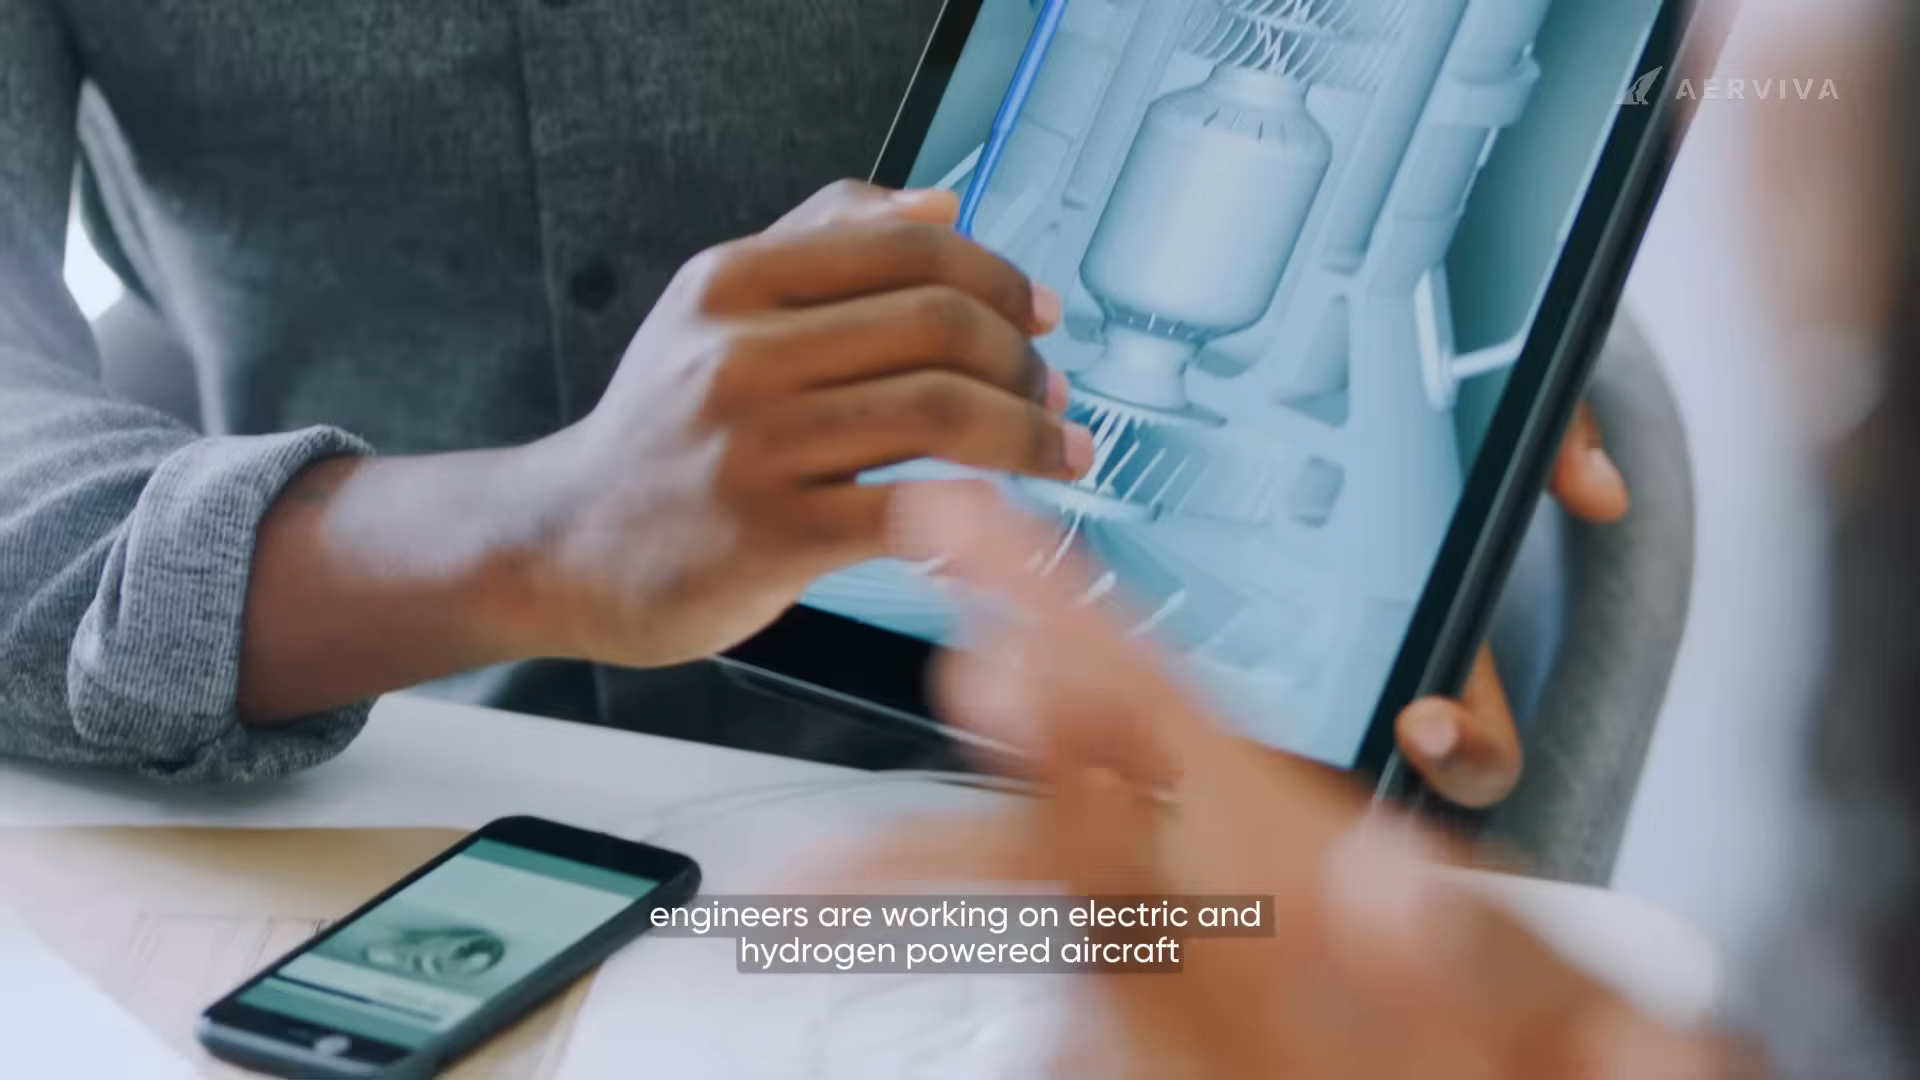 AERVIVA
engineers are working on electric and
hydrogen powered aircraft